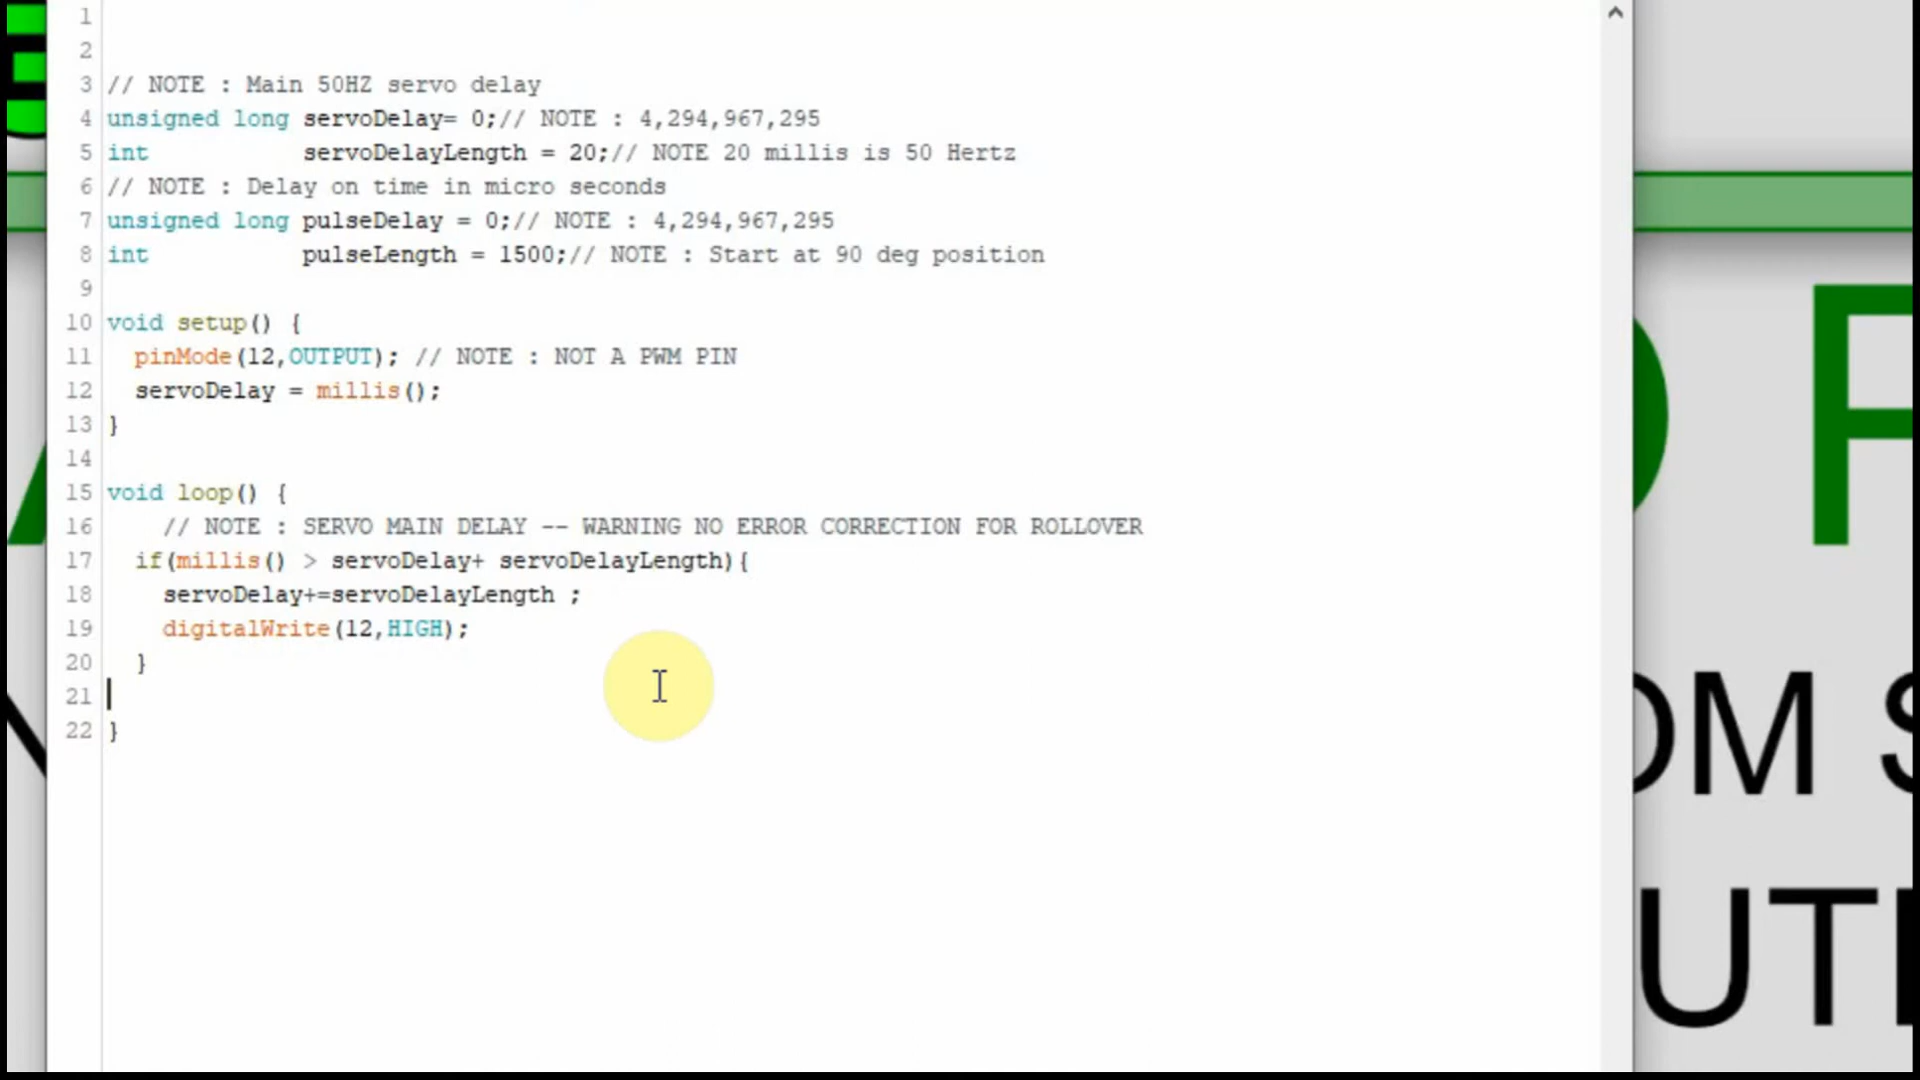 1
2
3 // NOTE : Main 50HZ servo delay
4 unsigned long servoDelay= 0;// NOTE : 4,294,967,295
5 int servoDelayLength = 20;// NOTE 20 millis is 50 Hertz
6 // NOTE : Delay on time in micro seconds
7 unsigned long pulseDelay = 0;// NOTE : 4,294,967,295
8 int pulseLength = 1500;// NOTE : Start at 90 deg position
9
10 void setup() {
11 pinMode(12,OUTPUT); // NOTE : NOT A PWM PIN
12 servoDelay = millis();
13 }
14
15 void loop() {
16 // NOTE : SERVO MAIN DELAY -- WARNING NO ERROR CORRECTION FOR ROLLOVER
17 if(millis() > servoDelay+ servoDelayLength){
18 servoDelay+=servoDelayLength ;
19 digitalWrite(12,HIGH);
20 }
21
22 }